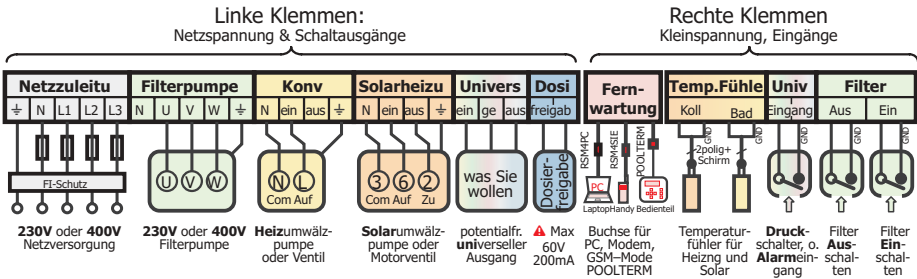 Linke Klemmen:
Netzspannung & Schaltausgänge
Rechte Klemmen
Kleinspannung, Eingänge
Netzzuleitu
Filterpumpe
Konv
Solarheizu
Univers
Dosi
Fern-
wartung
Temp.Fühle
Univ
Filter
⏚ N L1 L2 L3
N U V W ⏚
N ein aus ⏚
N ein aus ⏚
ein ge aus
freigab
Koll Bad
Eingang
Aus Ein
GND GND GND GND GND
RSM4PC
RSM4SIE
POOLTERM
2polig+
Schirm
FI-Schutz
U V W
N L
Com Auf
3 6 2
Com Auf Zu
was Sie
wollen
Dosier-
freigabe
PC
Laptop Handy Bedienteil
230V oder 400V
Netzversorgung
230V oder 400V
Filterpumpe
Heizumwälz-
pumpe
oder Ventil
Solarumwälz-
pumpe oder
Motorventil
potentialfr.
universeller
Ausgang
Max
60V
200mA
Buchse für
PC, Modem,
GSM–Mode
POOLTERM
Temperatur-
fühler für
Heizng und
Solar
Druck-
schalter, o.
Alarmein-
gang
Filter
Aus-
schal-
ten
Filter
Ein-
schal-
ten